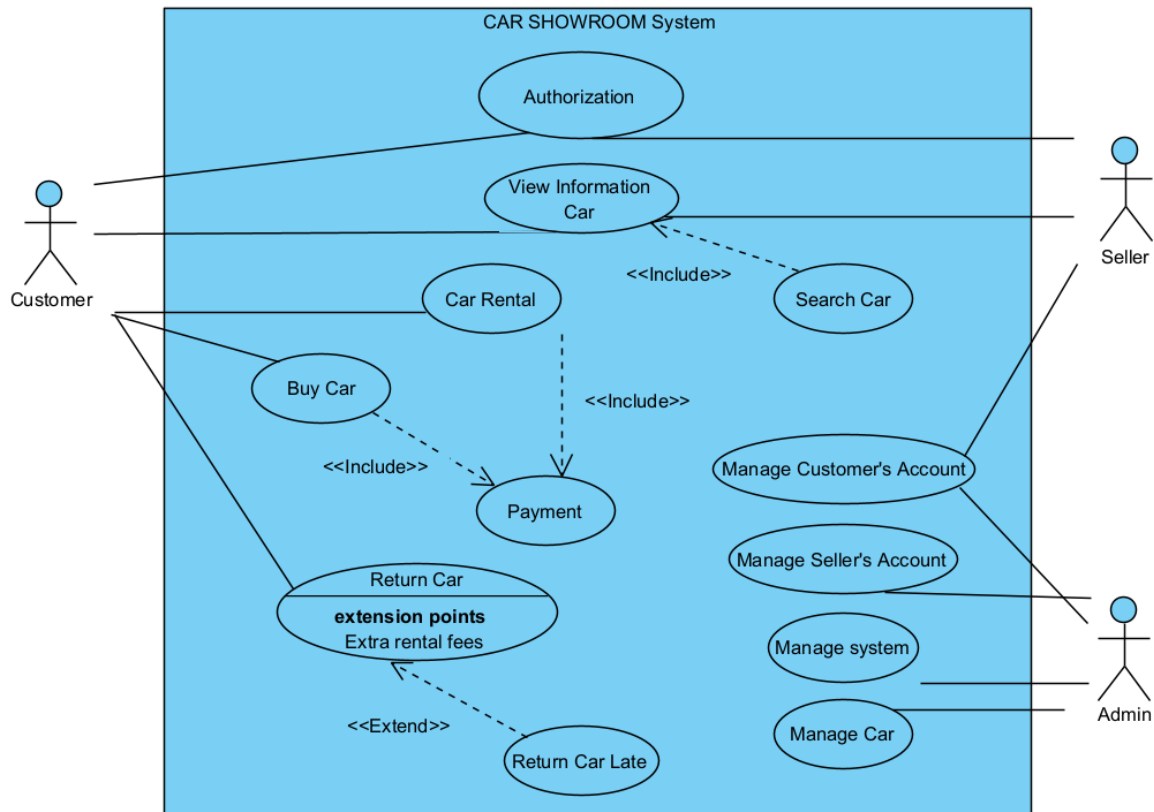 CAR SHOWROOM System
Authorization
View Information
Car
Seller
<<Include>>
Customer
Car Rental
Search Car
Buy Car
<<Include>>
<<Include>>
Manage Customer's Account
Payment
Manage Seller's Account
Return Car
extension points
Extra rental fees
Manage system
<<Extend>>
Manage Car
Admin
Return Car Late